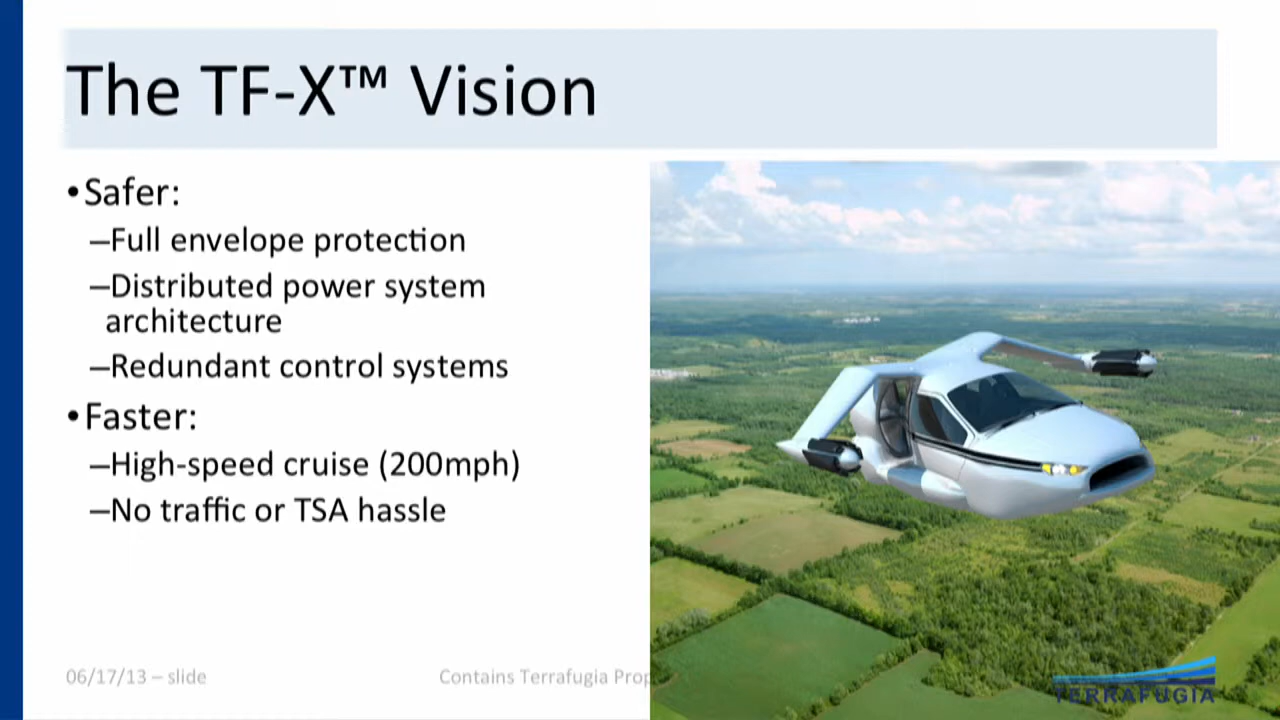 The TF-X™ Vision
•Safer:
–Full envelope protection
–Distributed power system
architecture
–Redundant control systems
•Faster:
–High-speed cruise (200mph)
–No traffic or TSA hassle
06/17/13 – slide
Contains Terrafugia Prop
TERRAFUGIA